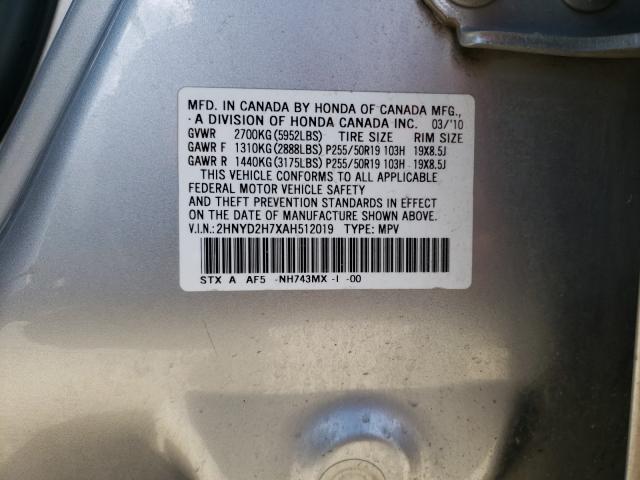 MFD. IN CANADA BY HONDA OF CANADA MFG.,
A DIVISION OF HONDA CANADA INC. 03/'10
GVWR 2700KG(5952LBS) TIRE SIZE RIM SIZE
GAWR F 1310KG(2888LBS) P255/50R19 103H 19X8.5J
GAWR R 1440KG(3175LBS) P255/50R19 103H 19X8.5J
THIS VEHICLE CONFORMS TO ALL APPLICABLE
FEDERAL MOTOR VEHICLE SAFETY
AND THEFT PREVENTION STANDARDS IN EFFECT
ON THE DATE OF MANUFACTURE SHOWN ABOVE.
V.I.N.:2HNYD2H7XAH512019 TYPE: MPV
STX A AF5 -NH743MX -I -00